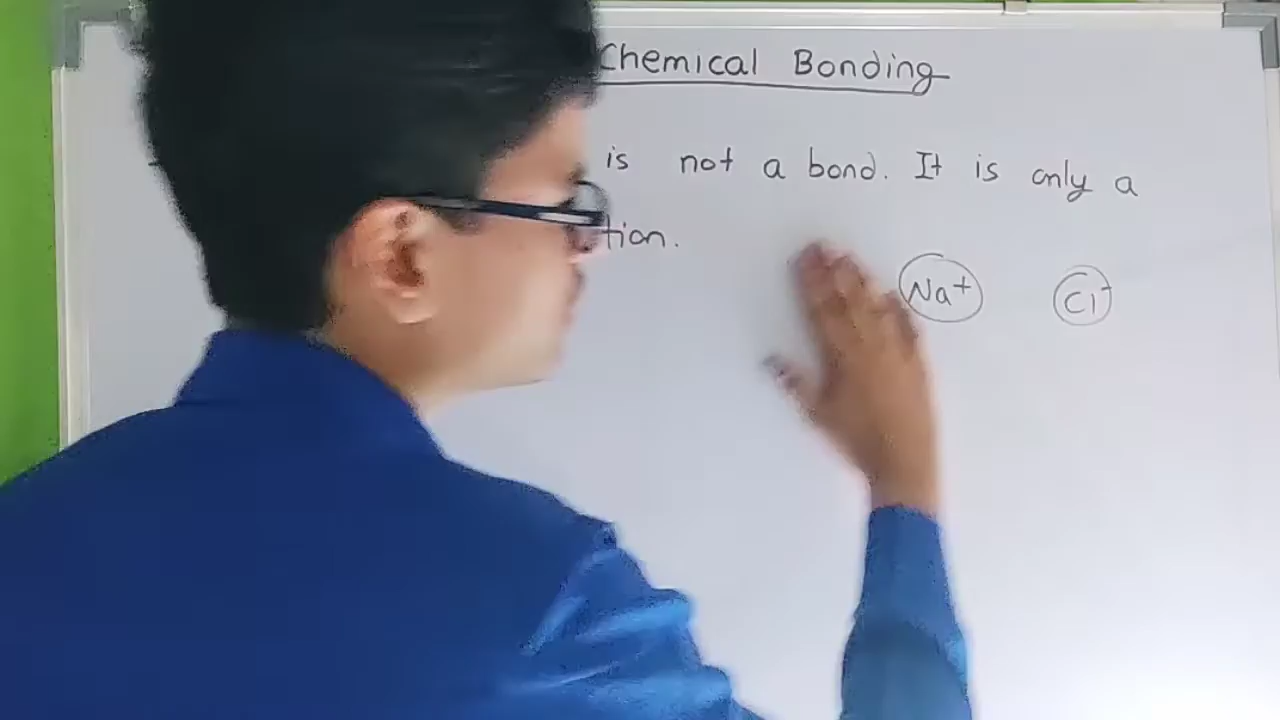 Chemical Bonding
is not a bond. It is only a
tion.
Na+ Cl+